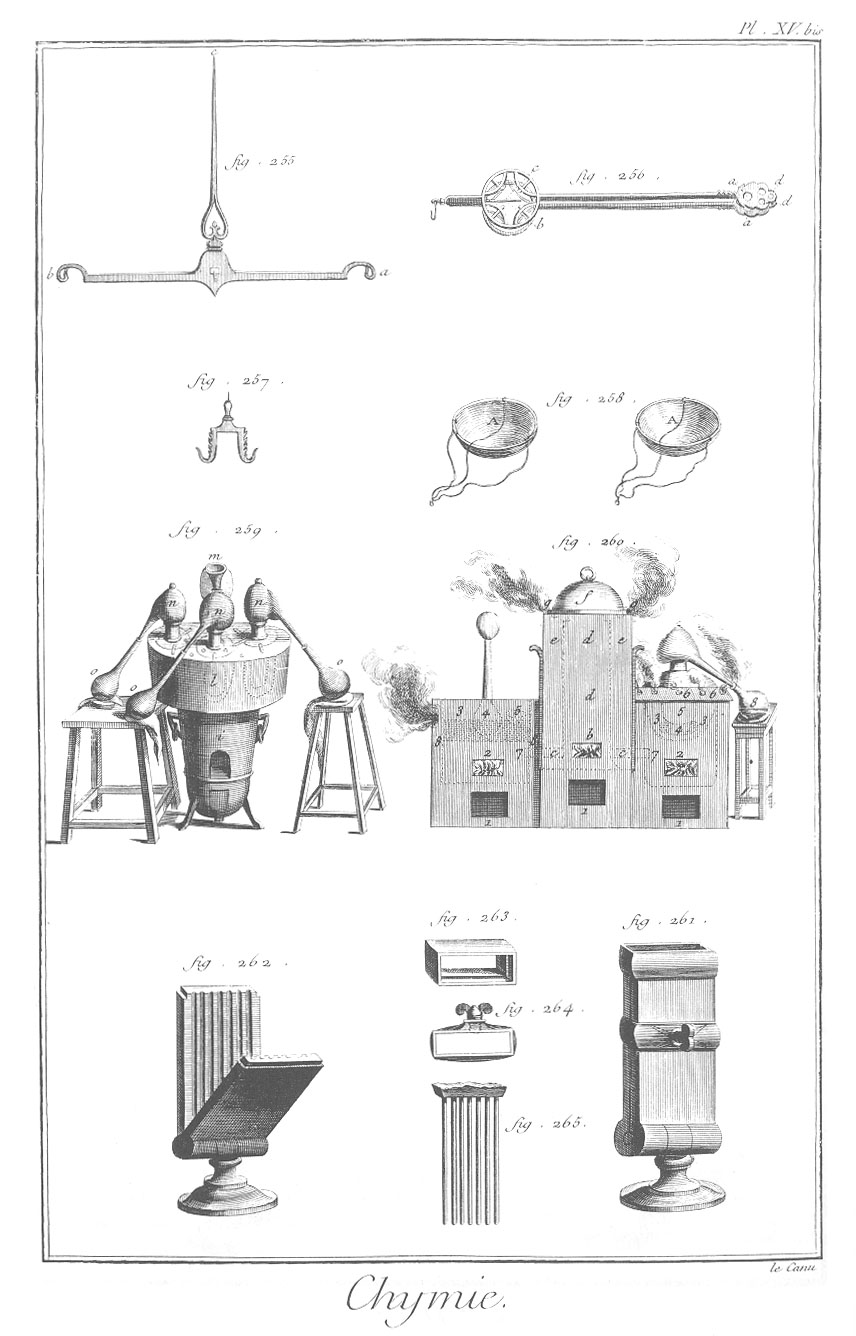 Pl . XV. bis
c
fig . 255
b
a
fig . 256 .
c
b
a
d
d
a
fig . 257 .
fig . 258 .
A
A
fig . 259 .
m
n
n
n
o
o
o
l
i
fig . 260 .
f
g
g
e
d
e
d
b
c
c
3
4
5
8
8
2
7
1
1
6
6
5
3
3
4
7
2
1
8
fig . 263 .
fig . 261 .
fig . 262 .
fig . 264 .
fig . 265 .
le Canu
Chymie.